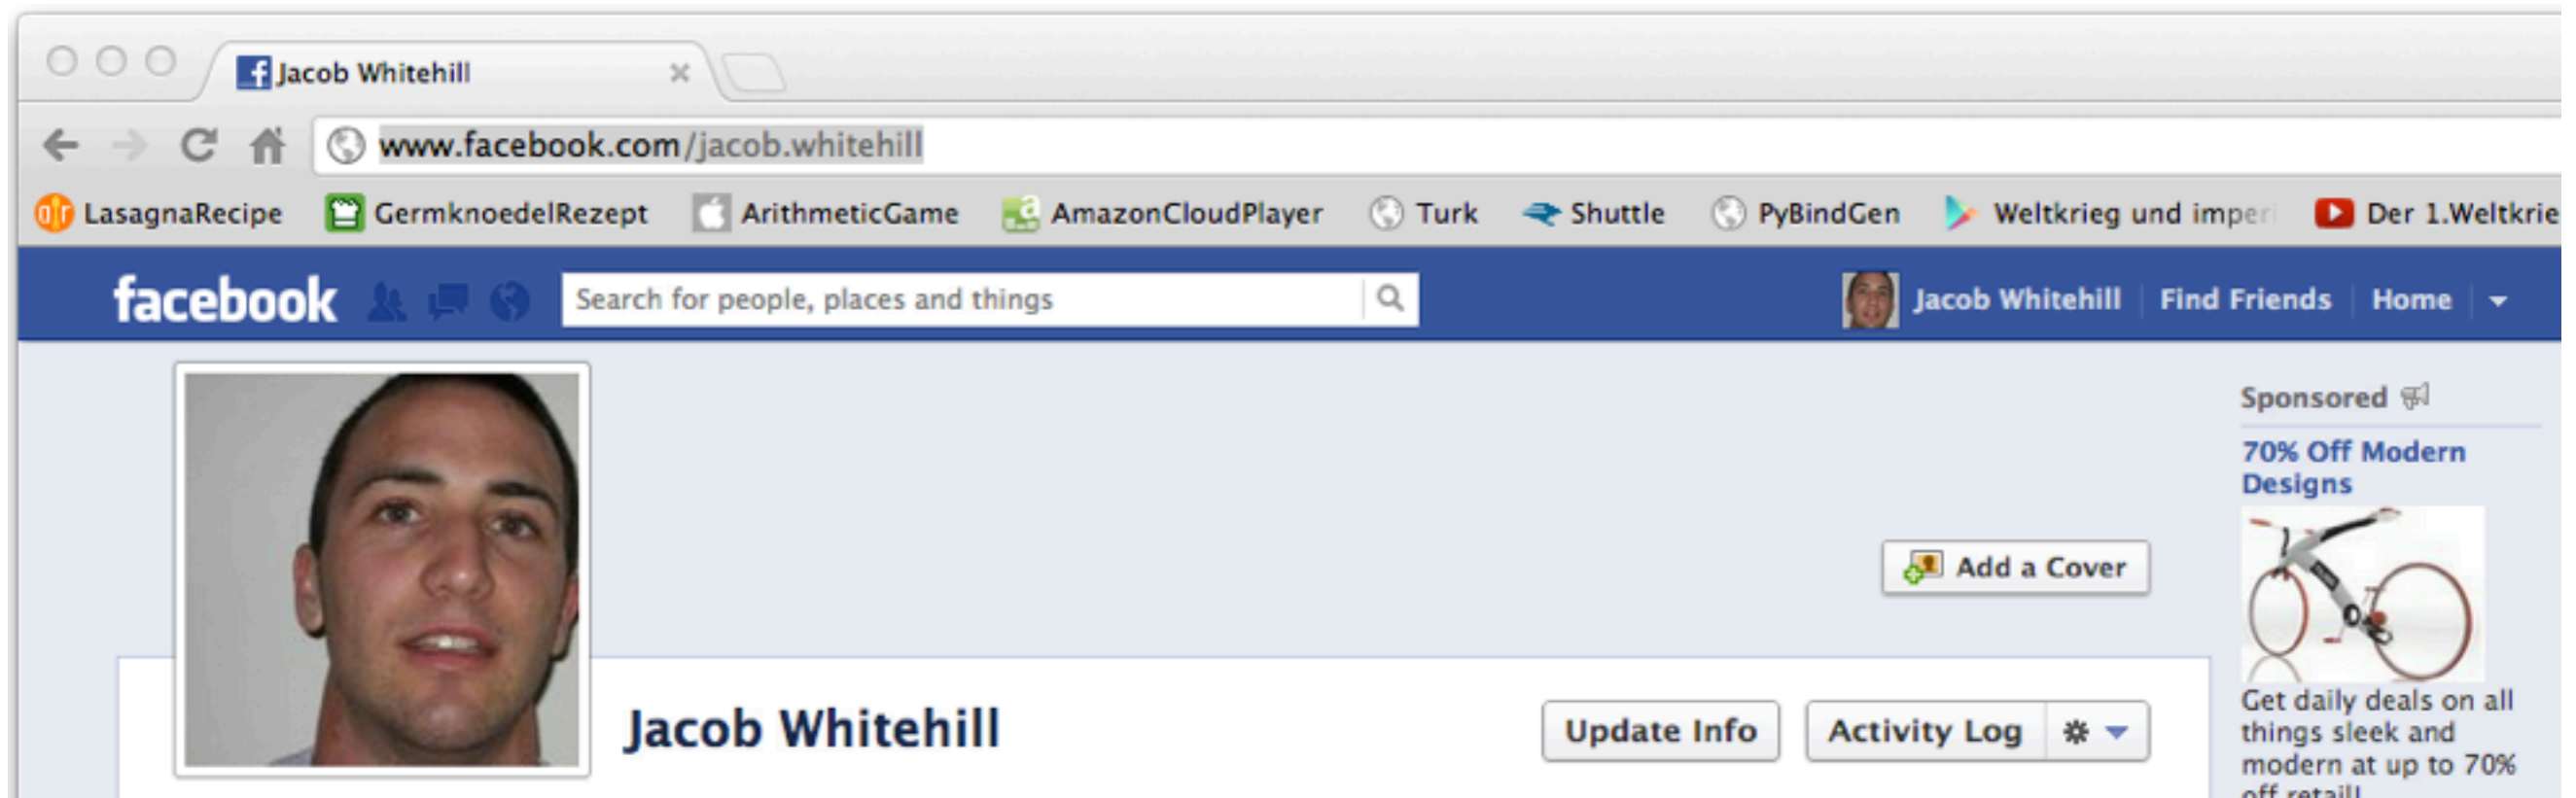 Jacob Whitehill
www.facebook.com/jacob.whitehill
LasagnaRecipe GermknoedelRezept ArithmeticGame AmazonCloudPlayer Turk Shuttle PyBindGen Weltkrieg und imperi Der 1.Weltkrie
facebook Search for people, places and things Jacob Whitehill Find Friends Home
Sponsored
70% Off Modern
Designs
Add a Cover
Jacob Whitehill Update Info Activity Log
Get daily deals on all
things sleek and
modern at up to 70%
off retail!